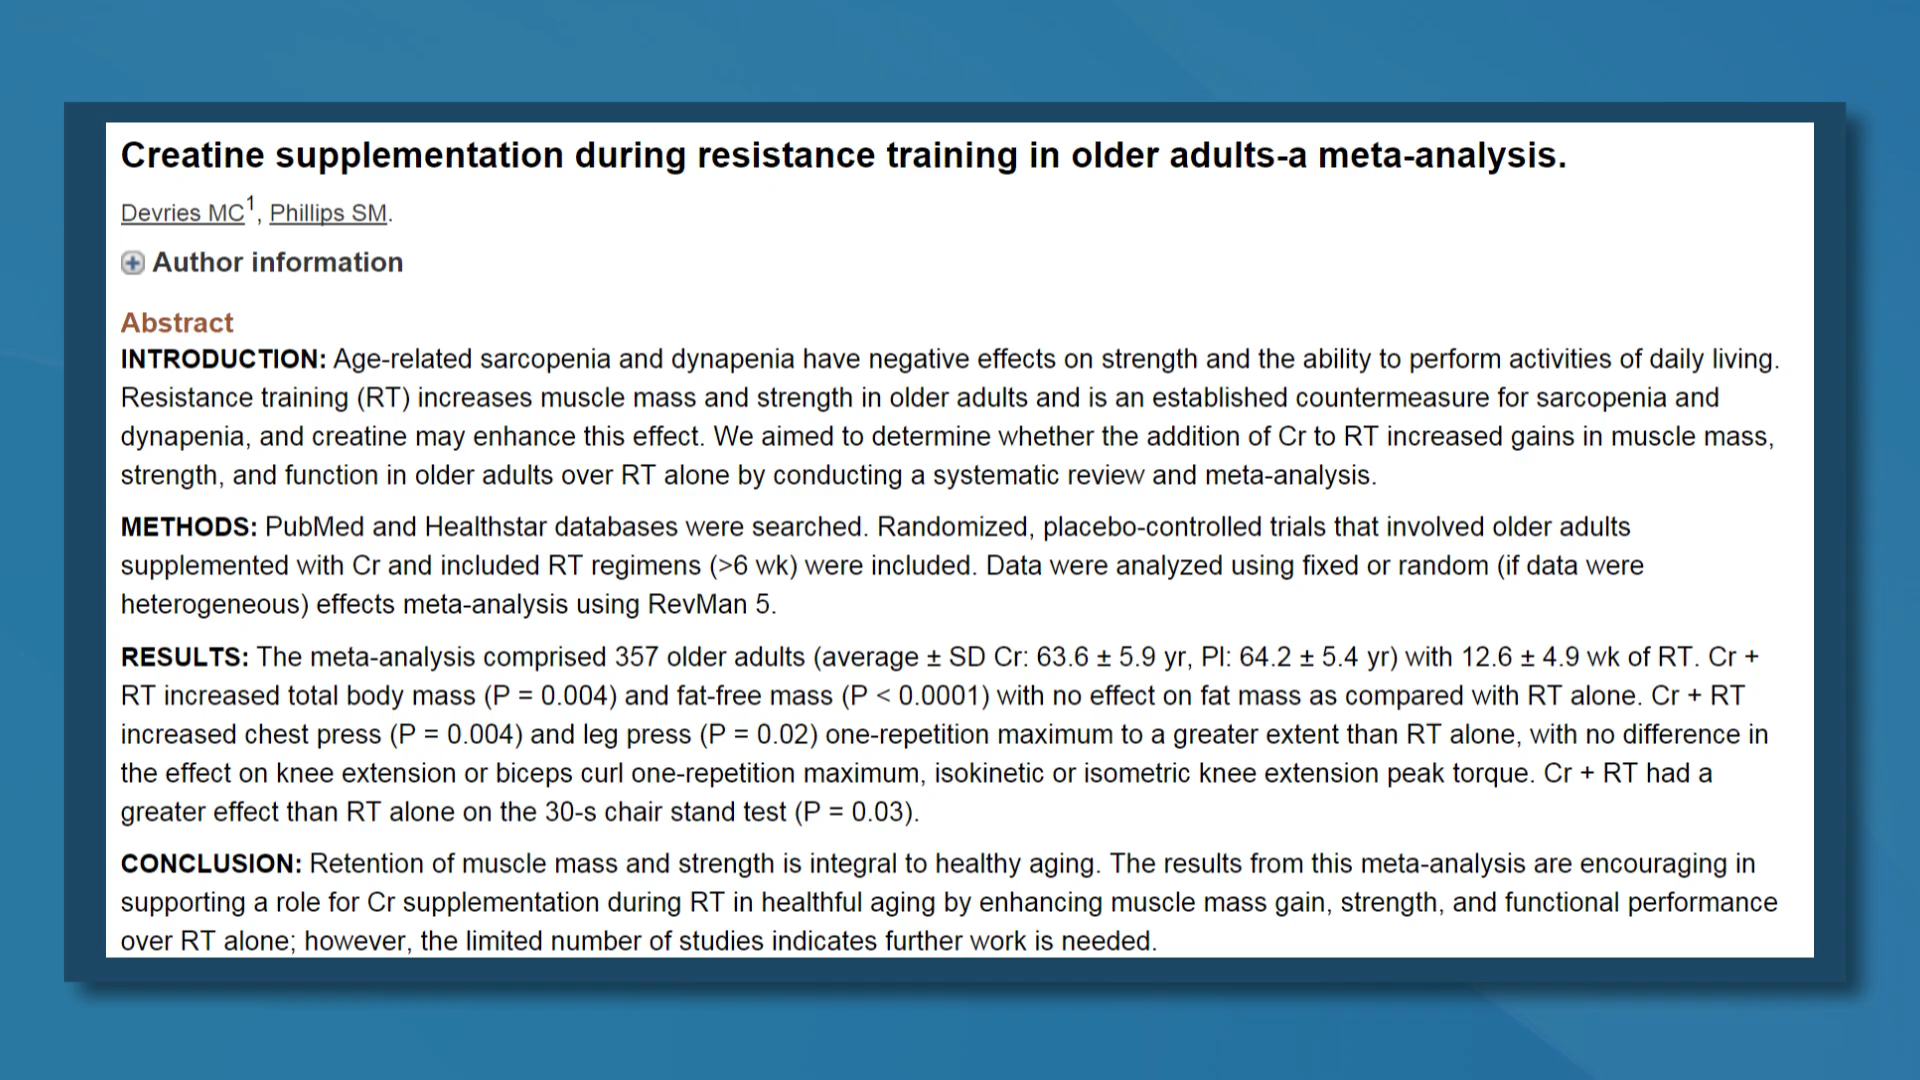 Creatine supplementation during resistance training in older adults-a meta-analysis.
Devries MC1, Phillips SM.
Author information
Abstract
INTRODUCTION: Age-related sarcopenia and dynapenia have negative effects on strength and the ability to perform activities of daily living.
Resistance training (RT) increases muscle mass and strength in older adults and is an established countermeasure for sarcopenia and
dynapenia, and creatine may enhance this effect. We aimed to determine whether the addition of Cr to RT increased gains in muscle mass,
strength, and function in older adults over RT alone by conducting a systematic review and meta-analysis.
METHODS: PubMed and Healthstar databases were searched. Randomized, placebo-controlled trials that involved older adults
supplemented with Cr and included RT regimens (>6 wk) were included. Data were analyzed using fixed or random (if data were
heterogeneous) effects meta-analysis using RevMan 5.
RESULTS: The meta-analysis comprised 357 older adults (average ± SD Cr: 63.6 ± 5.9 yr, Pl: 64.2 ± 5.4 yr) with 12.6 ± 4.9 wk of RT. Cr +
RT increased total body mass (P = 0.004) and fat-free mass (P < 0.0001) with no effect on fat mass as compared with RT alone. Cr + RT
increased chest press (P = 0.004) and leg press (P = 0.02) one-repetition maximum to a greater extent than RT alone, with no difference in
the effect on knee extension or biceps curl one-repetition maximum, isokinetic or isometric knee extension peak torque. Cr + RT had a
greater effect than RT alone on the 30-s chair stand test (P = 0.03).
CONCLUSION: Retention of muscle mass and strength is integral to healthy aging. The results from this meta-analysis are encouraging in
supporting a role for Cr supplementation during RT in healthful aging by enhancing muscle mass gain, strength, and functional performance
over RT alone; however, the limited number of studies indicates further work is needed.